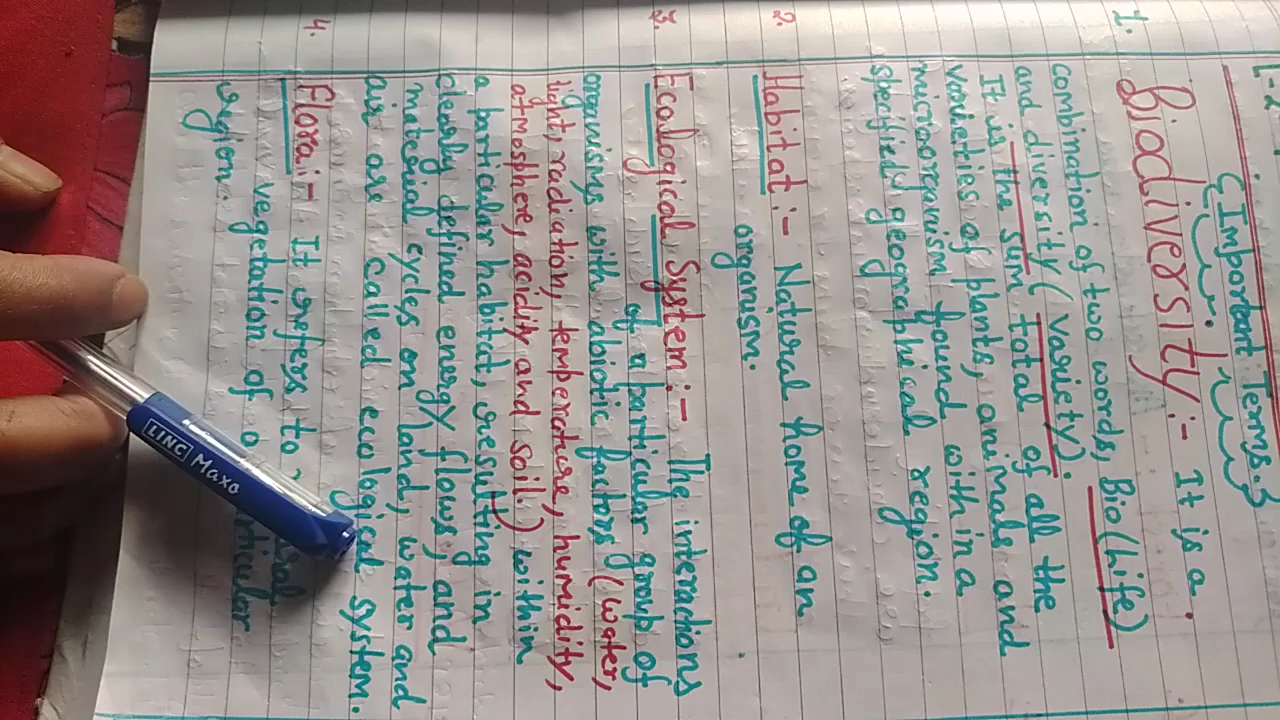 {Important Terms.}
1. Biodiversity:- It is a
combination of two words, Bio (Life)
and diversity (variety).
It is the sum total of all the
varieties of plants, animals and
microorganism found with in a
specified geographical region.
2. Habitat:- Natural home of an
organism.
3. Ecological System:- The interactions
of a particular group of
organisms with abiotic factors (water,
light, radiation, temperature, humidity,
atmosphere, acidity and soil.) within
a particular habitat, resulting in
clearly defined energy flows, and
material cycles on land, water and
air are called ecological system.
4. Flora:- It refers to
vegetation of
region.
LINC Maxo